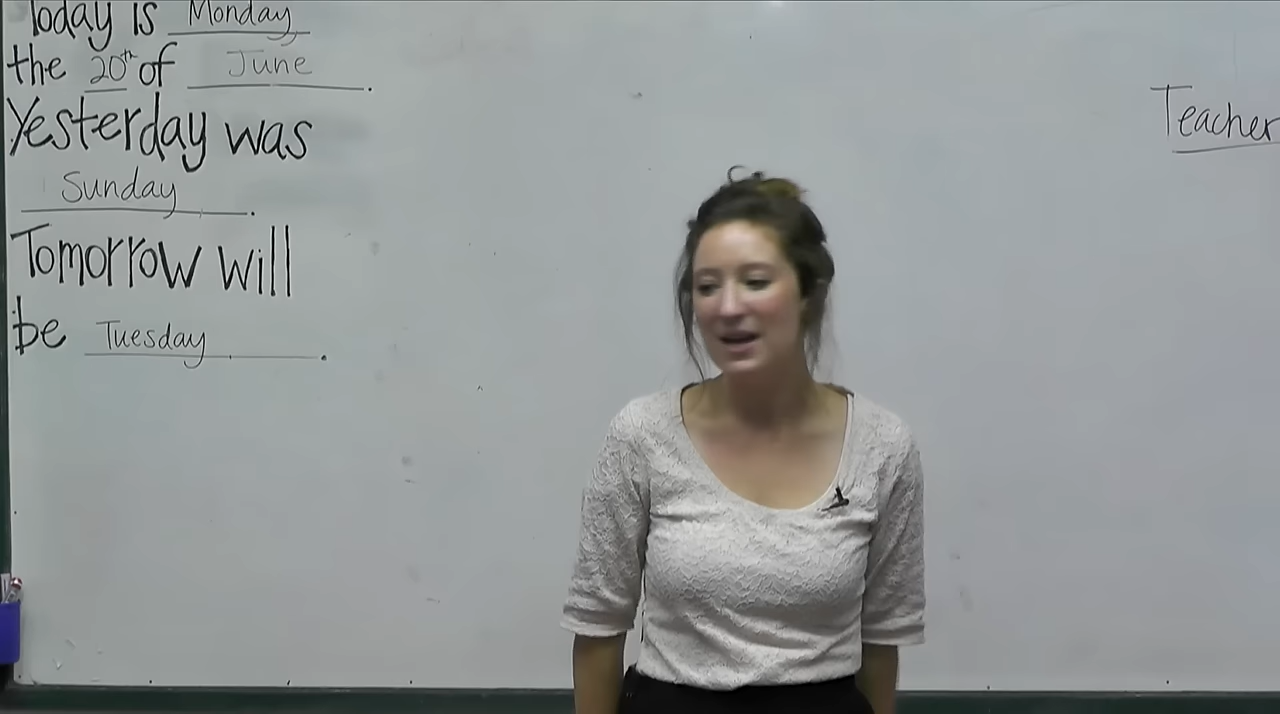 Today is Monday
the 20th of June.
Yesterday was
Sunday.
Tomorrow will
be Tuesday.
Teacher